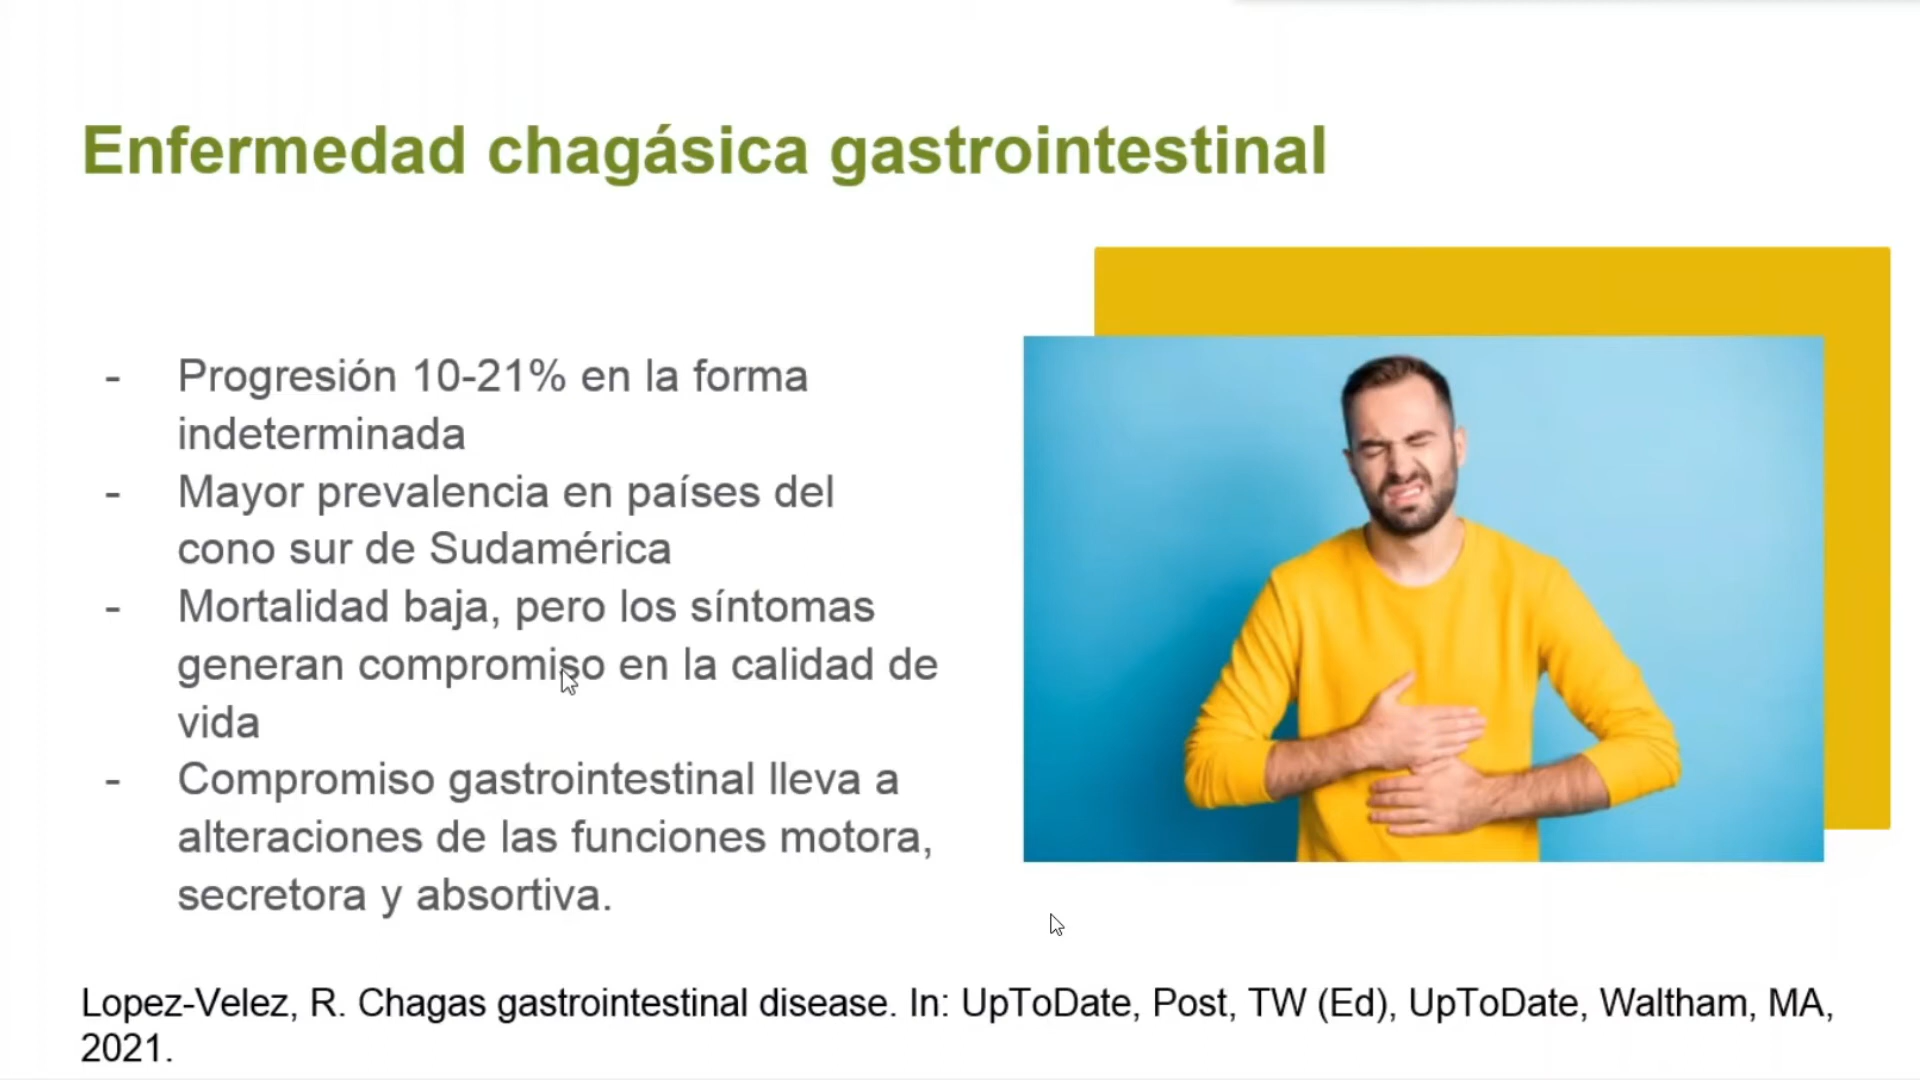 Enfermedad chagásica gastrointestinal
- Progresión 10-21% en la forma
indeterminada
- Mayor prevalencia en países del
cono sur de Sudamérica
- Mortalidad baja, pero los síntomas
generan compromiso en la calidad de
vida
- Compromiso gastrointestinal lleva a
alteraciones de las funciones motora,
secretora y absortiva.
Lopez-Velez, R. Chagas gastrointestinal disease. In: UpToDate, Post, TW (Ed), UpToDate, Waltham, MA,
2021.